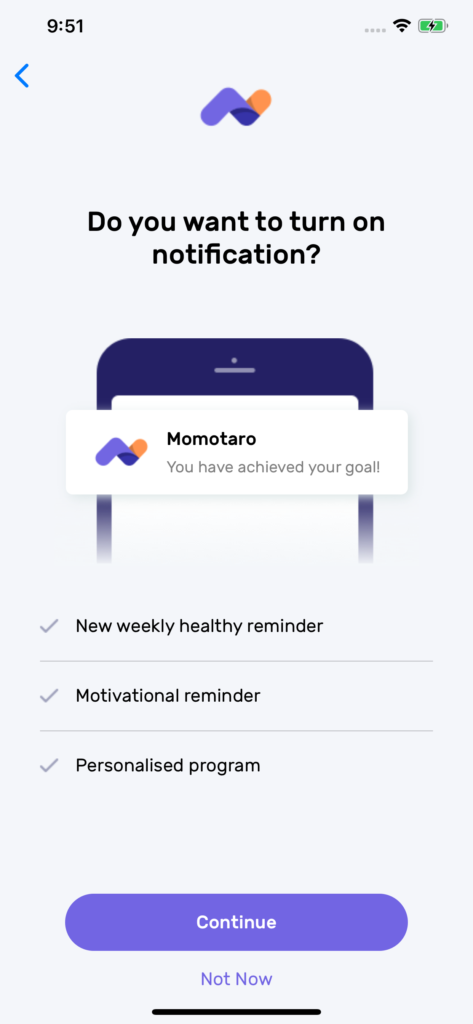 9:51
Do you want to turn on
notification?
Momotaro
You have achieved your goal!
New weekly healthy reminder
Motivational reminder
Personalised program
Continue
Not Now